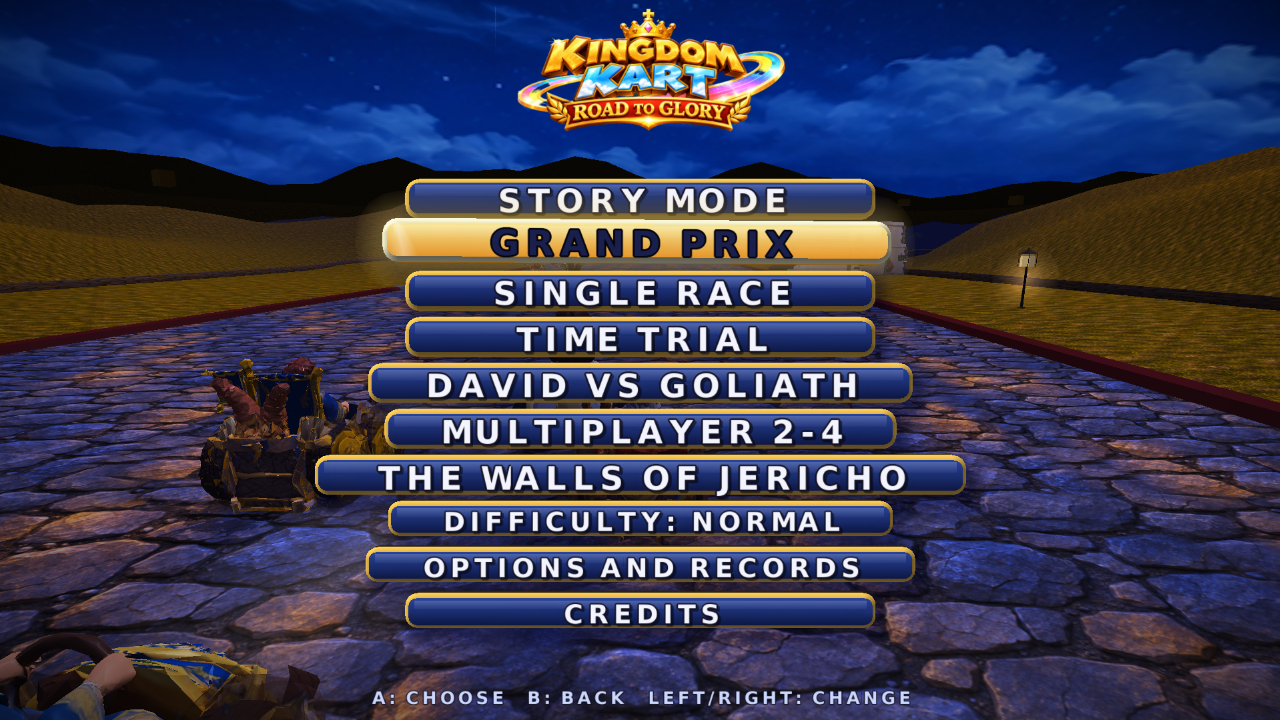 KINGDOM
KART
ROAD TO GLORY
STORY MODE
GRAND PRIX
SINGLE RACE
TIME TRIAL
DAVID VS GOLIATH
MULTIPLAYER 2-4
THE WALLS OF JERICHO
DIFFICULTY: NORMAL
OPTIONS AND RECORDS
CREDITS
A: CHOOSE B: BACK LEFT/RIGHT: CHANGE